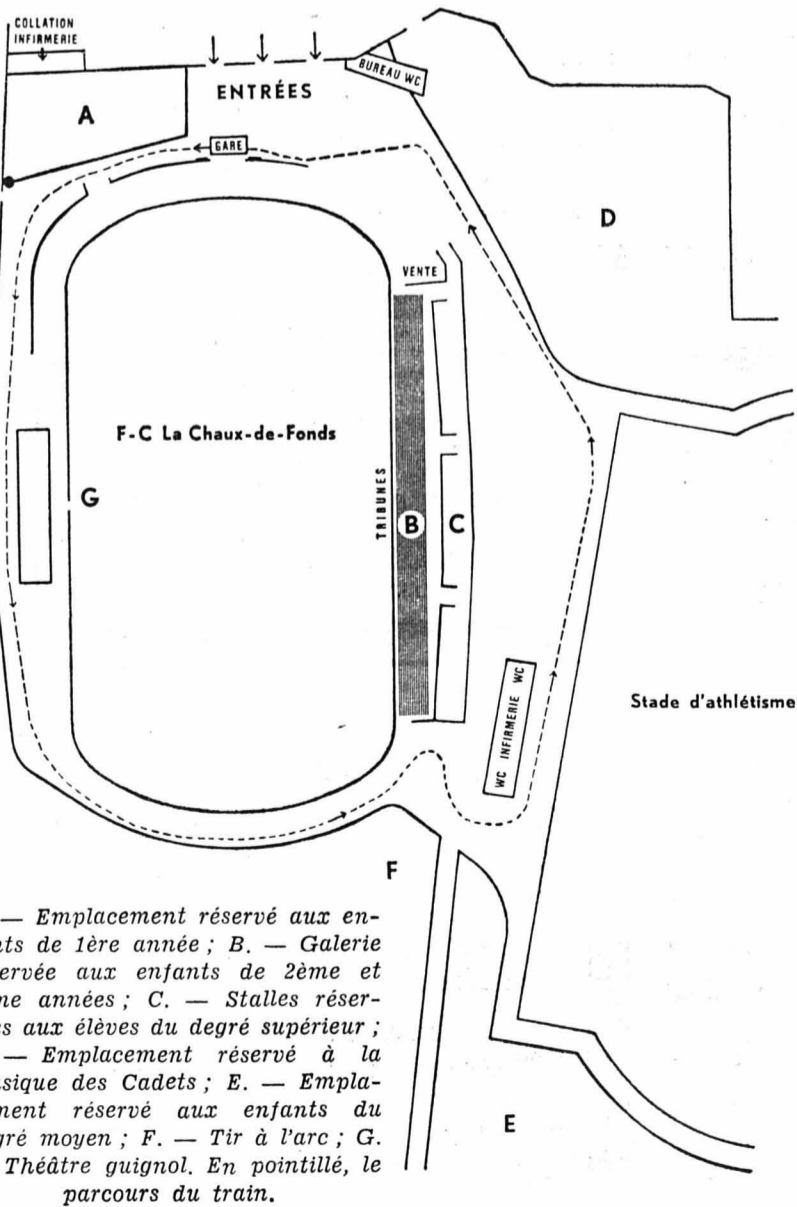 COLLATION
INFIRMERIE
ENTRÉES
BUREAU WC
A
GARE
D
VENTE
F-C La Chaux-de-Fonds
TRIBUNES
G
B
C
WC INFIRMERIE WC
Stade d'athlétisme
F
E
— Emplacement réservé aux en-
ts de 1ère année ; B. — Galerie
ervée aux enfants de 2ème et
me années ; C. — Stalles réser-
s aux élèves du degré supérieur ;
— Emplacement réservé à la
sique des Cadets ; E. — Empla-
ment réservé aux enfants du
gré moyen ; F. — Tir à l'arc ; G.
Théâtre guignol. En pointillé, le
parcours du train.